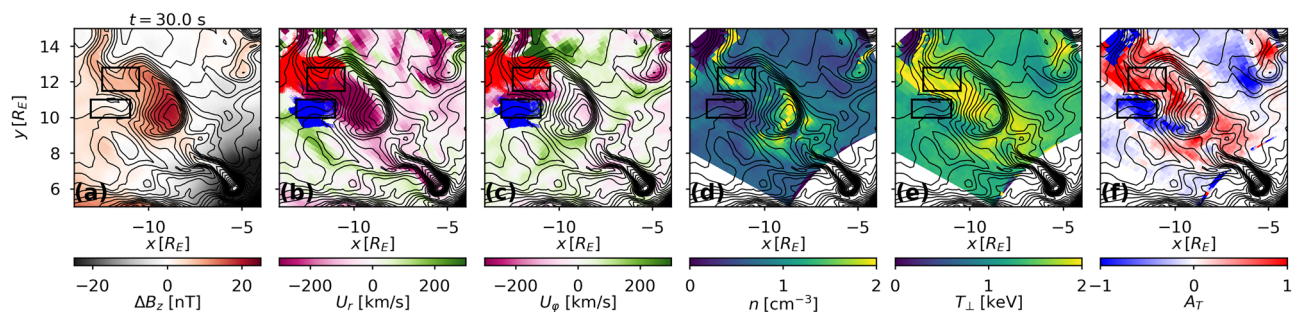 t = 30.0 s
y [R_E]
14
12
10
8
6
(a) (b) (c) (d) (e) (f)
−10 −5 −10 −5 −10 −5 −10 −5 −10 −5 −10 −5
x [R_E] x [R_E] x [R_E] x [R_E] x [R_E] x [R_E]
−20 0 20 −200 0 200 −200 0 200 0 1 2 0 1 2 −1 0 1
ΔB_z [nT] U_r [km/s] U_φ [km/s] n [cm⁻³] T_⊥ [keV] A_T